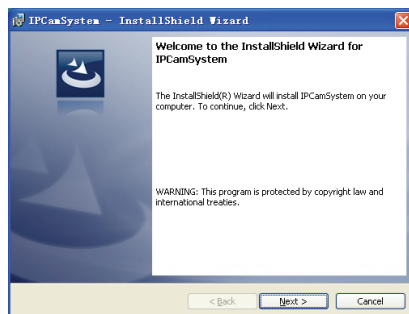 IPCamSystem - InstallShield Wizard
Welcome to the InstallShield Wizard for
IPCamSystem
The InstallShield(R) Wizard will install IPCamSystem on your
computer. To continue, click Next.
WARNING: This program is protected by copyright law and
international treaties.
< Back Next > Cancel